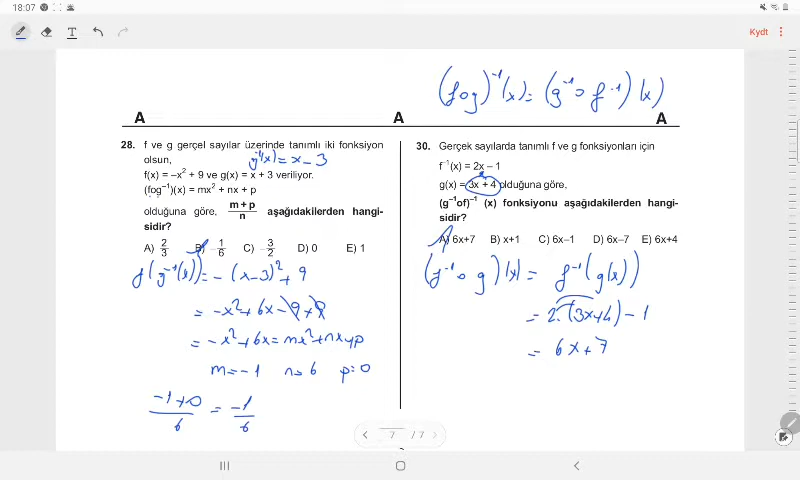 18:07
Kydt
(fog)⁻¹(x) = (g⁻¹ o f⁻¹)(x)
A A A
28. f ve g gerçel sayılar üzerinde tanımlı iki fonksiyon
olsun,
g⁻¹(x) = x - 3
f(x) = –x² + 9 ve g(x) = x + 3 veriliyor.
(fog⁻¹)(x) = mx² + nx + p
olduğuna göre, m + p / n aşağıdakilerden hangi-
sidir?
A) 2/3 B) -1/6 C) -3/2 D) 0 E) 1
f(g⁻¹(x)) = -(x-3)² + 9
= -x² + 6x - 9 + 9
= -x² + 6x = mx² + nx + p
m = -1 n = 6 p = 0
-1 + 0 / 6 = -1/6
30. Gerçek sayılarda tanımlı f ve g fonksiyonları için
f⁻¹(x) = 2x – 1
g(x) = 3x + 4 olduğuna göre,
(g⁻¹of)⁻¹ (x) fonksiyonu aşağıdakilerden hangi-
sidir?
A) 6x+7 B) x+1 C) 6x–1 D) 6x–7 E) 6x+4
(f⁻¹ o g)(x) = f⁻¹(g(x))
= 2.(3x+4) - 1
= 6x + 7
7 / 7